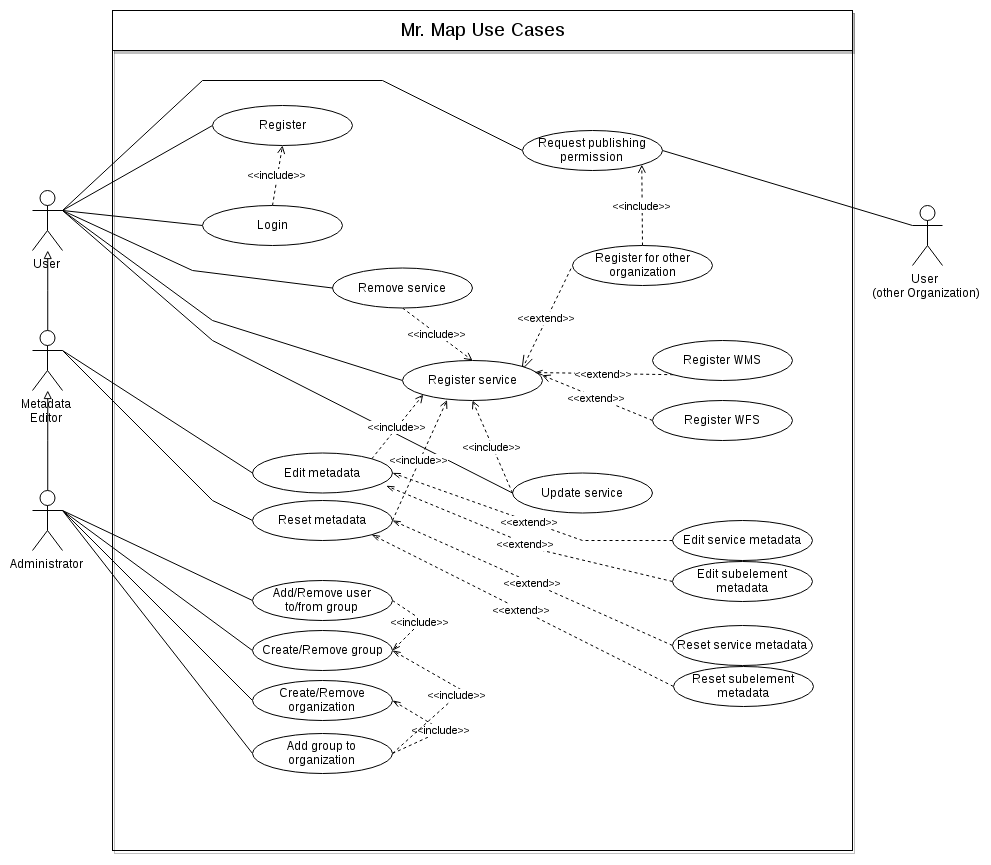 Mr. Map Use Cases
Register
Request publishing
permission
<<include>>
<<include>>
Login
User
Register for other
organization
User
(other Organization)
Remove service
<<extend>>
<<include>>
Register WMS
<<extend>>
Register service
<<extend>>
Metadata
Editor
Register WFS
<<include>>
<<include>>
<<include>>
Edit metadata
Update service
Reset metadata
<<extend>>
Edit service metadata
<<extend>>
Administrator
Edit subelement
metadata
<<extend>>
Add/Remove user
to/from group
<<extend>>
<<include>>
Create/Remove group
Reset service metadata
Reset subelement
metadata
Create/Remove
organization
<<include>>
<<include>>
Add group to
organization